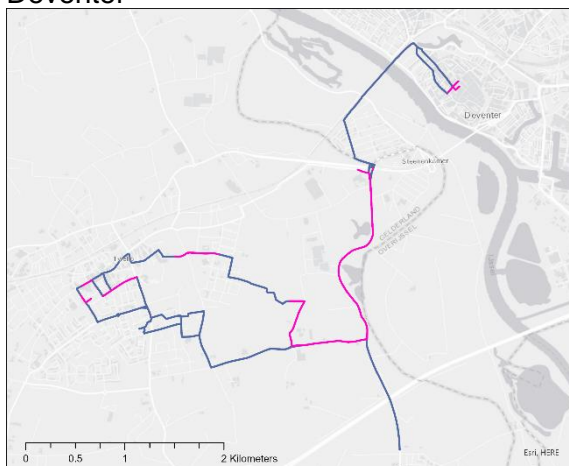 Deventer
Deventer
Steenenkamer
GELDERLAND
OVERIJSSEL
0 0.5 1 2 Kilometers
Esri, HERE